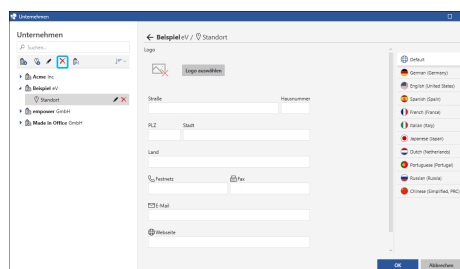 Unternehmen
Unternehmen
Suchen...
Acme Inc
Beispiel eV
Standort
empower GmbH
Made in Office GmbH
Beispiel eV / Standort
Logo
Logo auswählen
Straße
Hausnummer
PLZ
Stadt
Land
Festnetz
Fax
E-Mail
Webseite
Default
German (Germany)
English (United States)
Spanish (Spain)
French (France)
Italian (Italy)
Japanese (Japan)
Dutch (Netherlands)
Portuguese (Portugal)
Russian (Russia)
Chinese (Simplified, PRC)
OK
Abbrechen